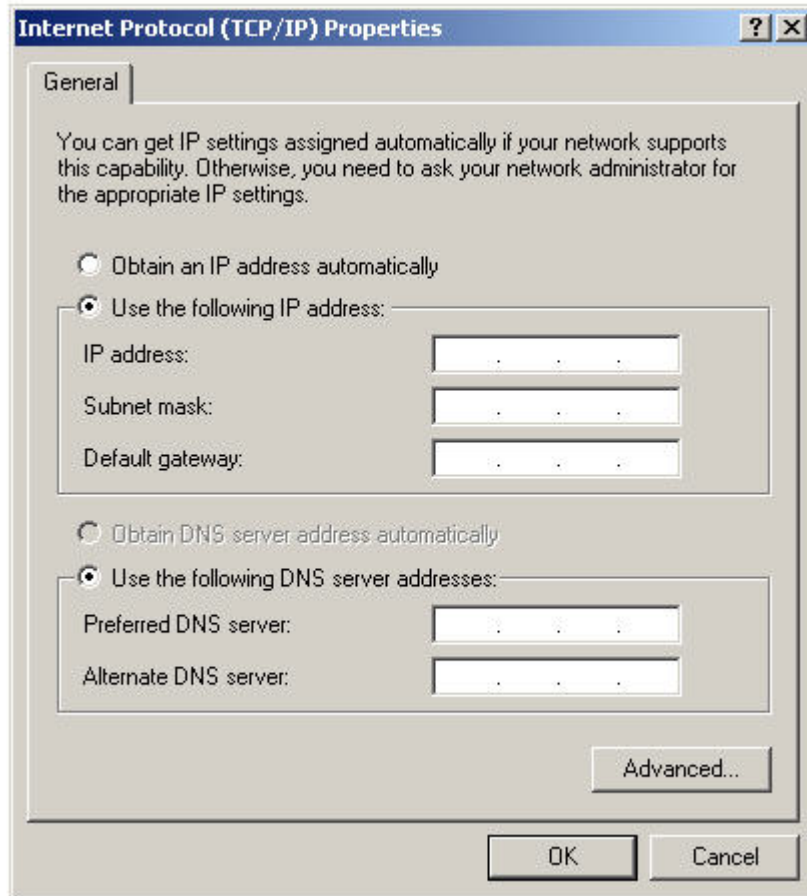 Internet Protocol (TCP/IP) Properties
General
You can get IP settings assigned automatically if your network supports
this capability. Otherwise, you need to ask your network administrator for
the appropriate IP settings.
Obtain an IP address automatically
Use the following IP address:
IP address:
Subnet mask:
Default gateway:
Obtain DNS server address automatically
Use the following DNS server addresses:
Preferred DNS server:
Alternate DNS server:
Advanced...
OK Cancel